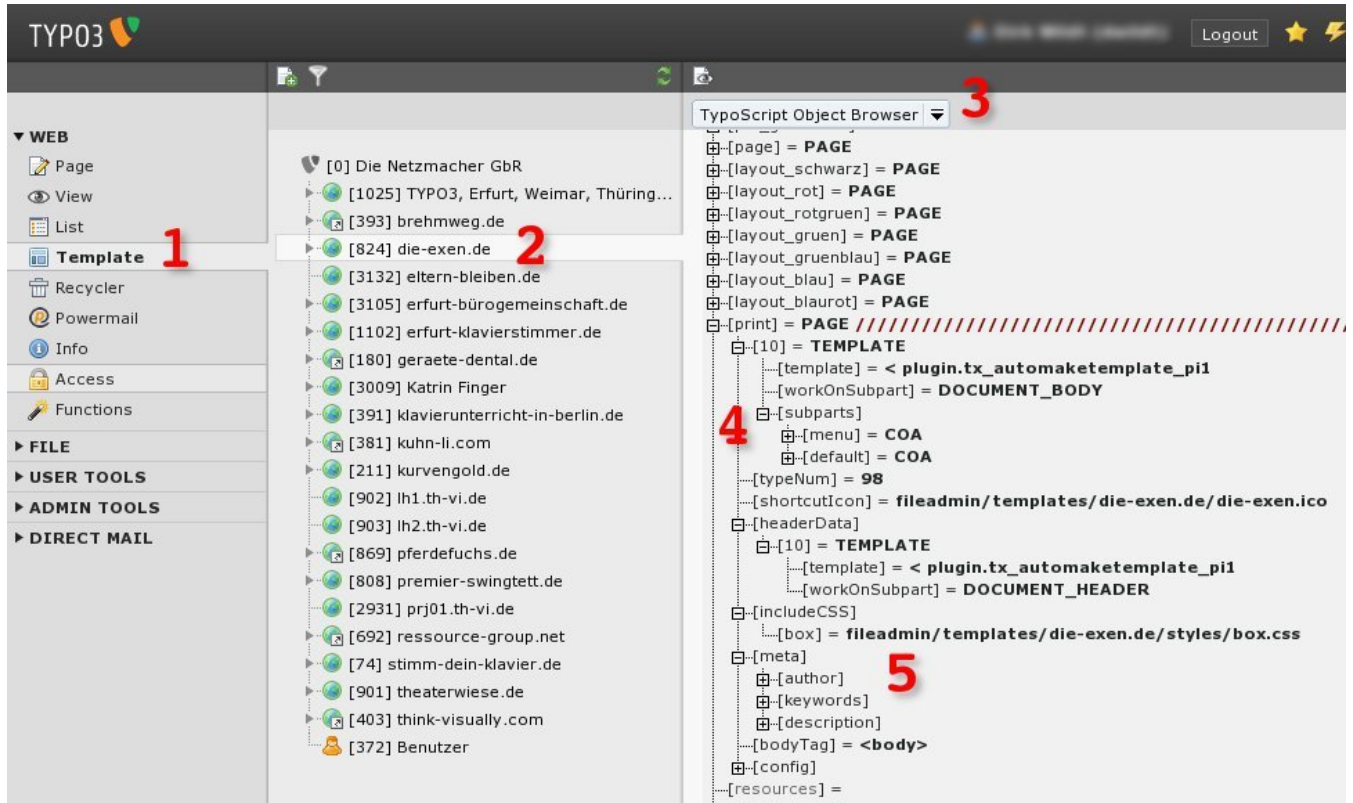 TYPO3
Logout
TypoScript Object Browser
3
WEB
Page
View
List
Template
1
Recycler
Powermail
Info
Access
Functions
FILE
USER TOOLS
ADMIN TOOLS
DIRECT MAIL
[0] Die Netzmacher GbR
[1025] TYPO3, Erfurt, Weimar, Thüring...
[393] brehmweg.de
[824] die-exen.de
2
[3132] eltern-bleiben.de
[3105] erfurt-bürogemeinschaft.de
[1102] erfurt-klavierstimmer.de
[180] geraete-dental.de
[3009] Katrin Finger
[391] klavierunterricht-in-berlin.de
[381] kuhn-li.com
[211] kurvengold.de
[902] lh1.th-vi.de
[903] lh2.th-vi.de
[869] pferdefuchs.de
[808] premier-swingtett.de
[2931] prj01.th-vi.de
[692] ressource-group.net
[74] stimm-dein-klavier.de
[901] theaterwiese.de
[403] think-visually.com
[372] Benutzer
[page] = PAGE
[layout_schwarz] = PAGE
[layout_rot] = PAGE
[layout_rotgruen] = PAGE
[layout_gruen] = PAGE
[layout_gruenblau] = PAGE
[layout_blau] = PAGE
[layout_blaurot] = PAGE
[print] = PAGE /////////////////////////////////////////////
[10] = TEMPLATE
[template] = < plugin.tx_automaketemplate_pi1
[workOnSubpart] = DOCUMENT_BODY
4
[subparts]
[menu] = COA
[default] = COA
[typeNum] = 98
[shortcutIcon] = fileadmin/templates/die-exen.de/die-exen.ico
[headerData]
[10] = TEMPLATE
[template] = < plugin.tx_automaketemplate_pi1
[workOnSubpart] = DOCUMENT_HEADER
[includeCSS]
[box] = fileadmin/templates/die-exen.de/styles/box.css
[meta]
5
[author]
[keywords]
[description]
[bodyTag] = <body>
[config]
[resources] =